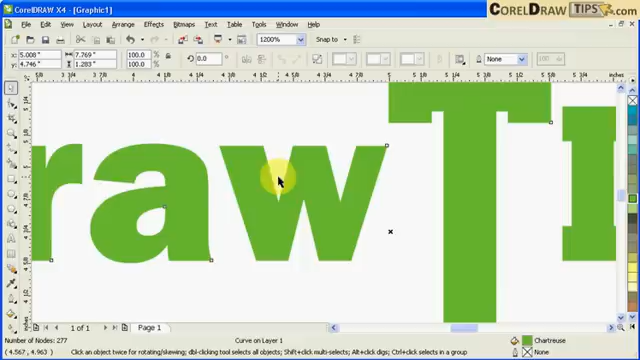 CorelDRAW X4 - [Graphic1]
CORELDRAW TIPS.com
File Edit View Layout Arrange Effects Bitmaps Text Table Tools Window Help
1200% Snap to
x: 5.008" 7.769" 100.0 0.0 None
y: 4.746" 1.283" 100.0
inches
raw T
1 of 1 Page 1
Number of Nodes: 277 Curve on Layer 1 Chartreuse
( 4.567, 4.963 ) Click an object twice for rotating/skewing; dbl-clicking tool selects all objects; Shift+click multi-selects; Alt+click digs; Ctrl+click selects in a group None